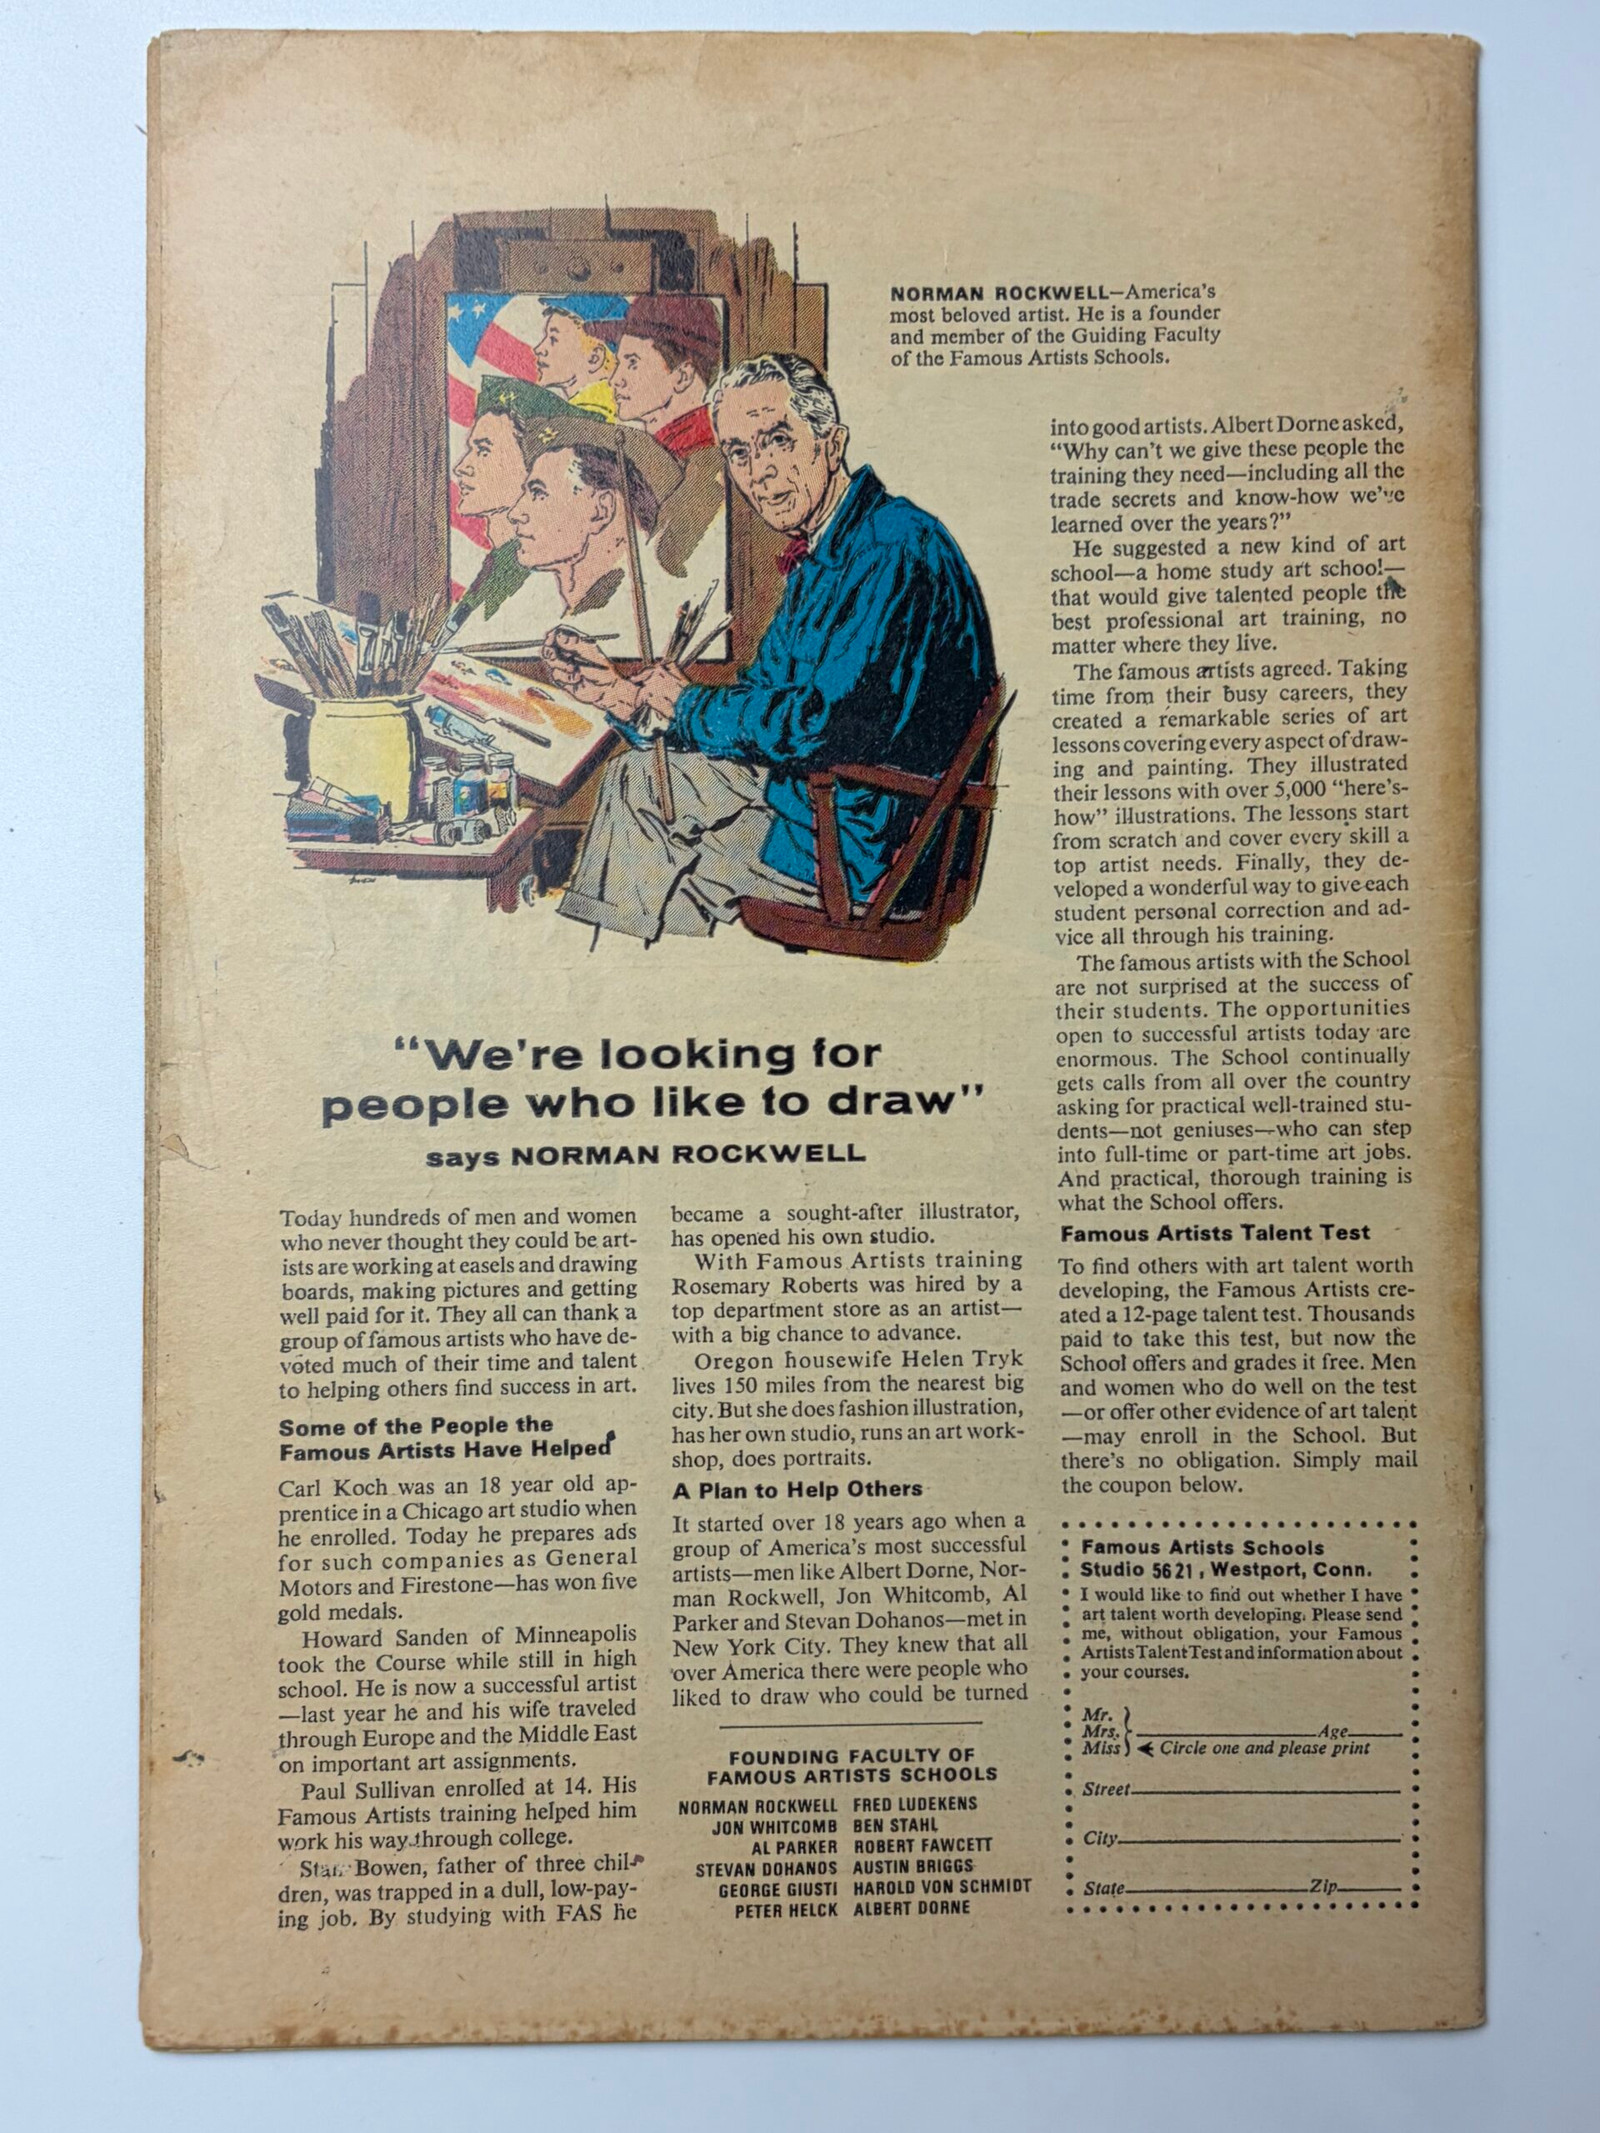 NORMAN ROCKWELL—America's
most beloved artist. He is a founder
and member of the Guiding Faculty
of the Famous Artists Schools.
"We're looking for
people who like to draw"
says NORMAN ROCKWELL
Today hundreds of men and women
who never thought they could be art-
ists are working at easels and drawing
boards, making pictures and getting
well paid for it. They all can thank a
group of famous artists who have de-
voted much of their time and talent
to helping others find success in art.
Some of the People the
Famous Artists Have Helped
Carl Koch was an 18 year old ap-
prentice in a Chicago art studio when
he enrolled. Today he prepares ads
for such companies as General
Motors and Firestone—has won five
gold medals.
Howard Sanden of Minneapolis
took the Course while still in high
school. He is now a successful artist
—last year he and his wife traveled
through Europe and the Middle East
on important art assignments.
Paul Sullivan enrolled at 14. His
Famous Artists training helped him
work his way through college.
Stan Bowen, father of three chil-
dren, was trapped in a dull, low-pay-
ing job. By studying with FAS he
became a sought-after illustrator,
has opened his own studio.
With Famous Artists training
Rosemary Roberts was hired by a
top department store as an artist—
with a big chance to advance.
Oregon housewife Helen Tryk
lives 150 miles from the nearest big
city. But she does fashion illustration,
has her own studio, runs an art work-
shop, does portraits.
A Plan to Help Others
It started over 18 years ago when a
group of America's most successful
artists—men like Albert Dorne, Nor-
man Rockwell, Jon Whitcomb, Al
Parker and Stevan Dohanos—met in
New York City. They knew that all
over America there were people who
liked to draw who could be turned
FOUNDING FACULTY OF
FAMOUS ARTISTS SCHOOLS
NORMAN ROCKWELL FRED LUDEKENS
JON WHITCOMB BEN STAHL
AL PARKER ROBERT FAWCETT
STEVAN DOHANOS AUSTIN BRIGGS
GEORGE GIUSTI HAROLD VON SCHMIDT
PETER HELCK ALBERT DORNE
into good artists. Albert Dorne asked,
"Why can't we give these people the
training they need—including all the
trade secrets and know-how we've
learned over the years?"
He suggested a new kind of art
school—a home study art school—
that would give talented people the
best professional art training, no
matter where they live.
The famous artists agreed. Taking
time from their busy careers, they
created a remarkable series of art
lessons covering every aspect of draw-
ing and painting. They illustrated
their lessons with over 5,000 "here's-
how" illustrations. The lessons start
from scratch and cover every skill a
top artist needs. Finally, they de-
veloped a wonderful way to give each
student personal correction and ad-
vice all through his training.
The famous artists with the School
are not surprised at the success of
their students. The opportunities
open to successful artists today are
enormous. The School continually
gets calls from all over the country
asking for practical well-trained stu-
dents—not geniuses—who can step
into full-time or part-time art jobs.
And practical, thorough training is
what the School offers.
Famous Artists Talent Test
To find others with art talent worth
developing, the Famous Artists cre-
ated a 12-page talent test. Thousands
paid to take this test, but now the
School offers and grades it free. Men
and women who do well on the test
—or offer other evidence of art talent
—may enroll in the School. But
there's no obligation. Simply mail
the coupon below.
Famous Artists Schools
Studio 5621, Westport, Conn.
I would like to find out whether I have
art talent worth developing. Please send
me, without obligation, your Famous
Artists Talent Test and information about
your courses.
Mr.
Mrs. Age
Miss Circle one and please print
Street
City
State Zip